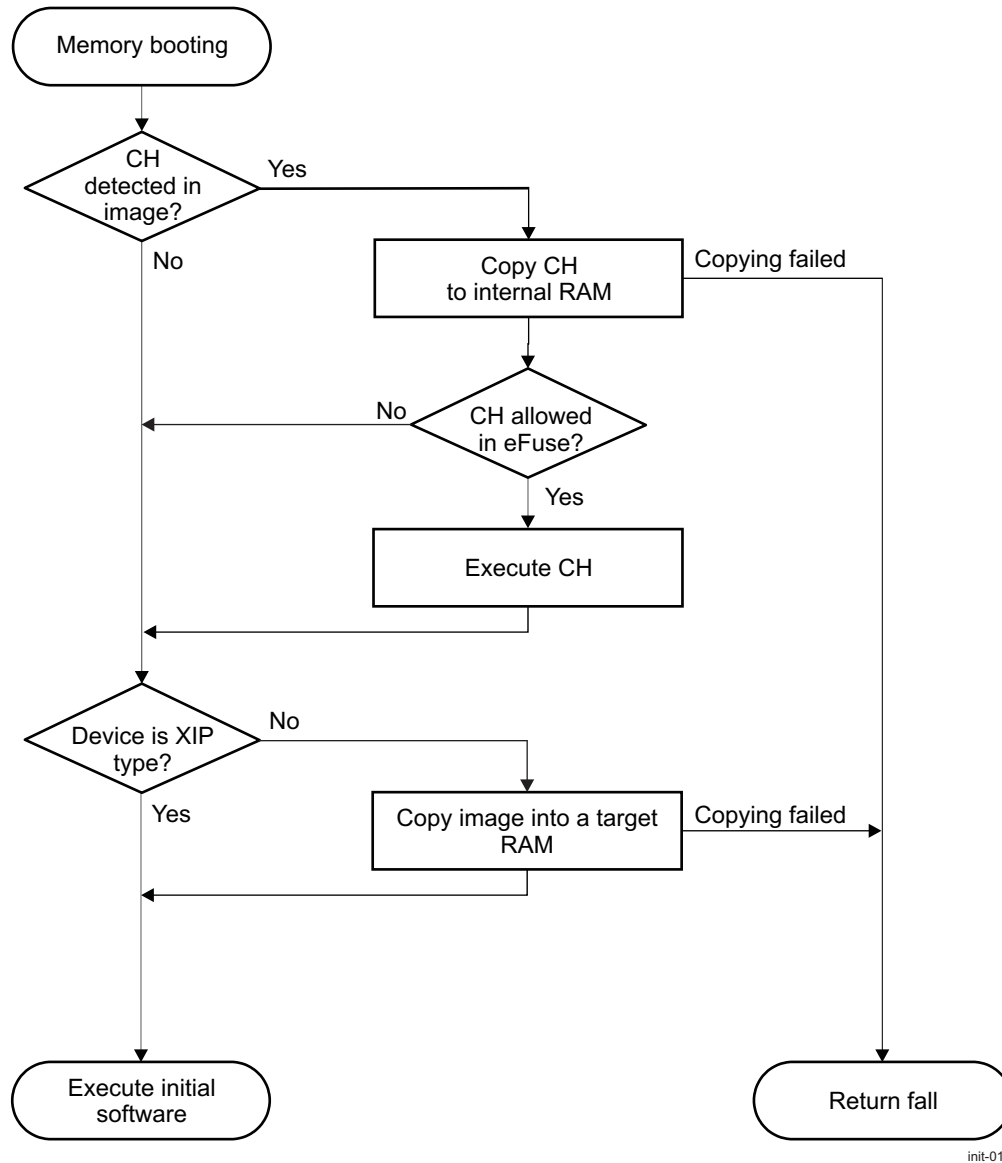 Memory booting
CH
detected in
image?
Yes
No
Copy CH
to internal RAM
Copying failed
No
CH allowed
in eFuse?
Yes
Execute CH
Device is XIP
type?
No
Yes
Copy image into a target
RAM
Copying failed
Execute initial
software
Return fall
init-01